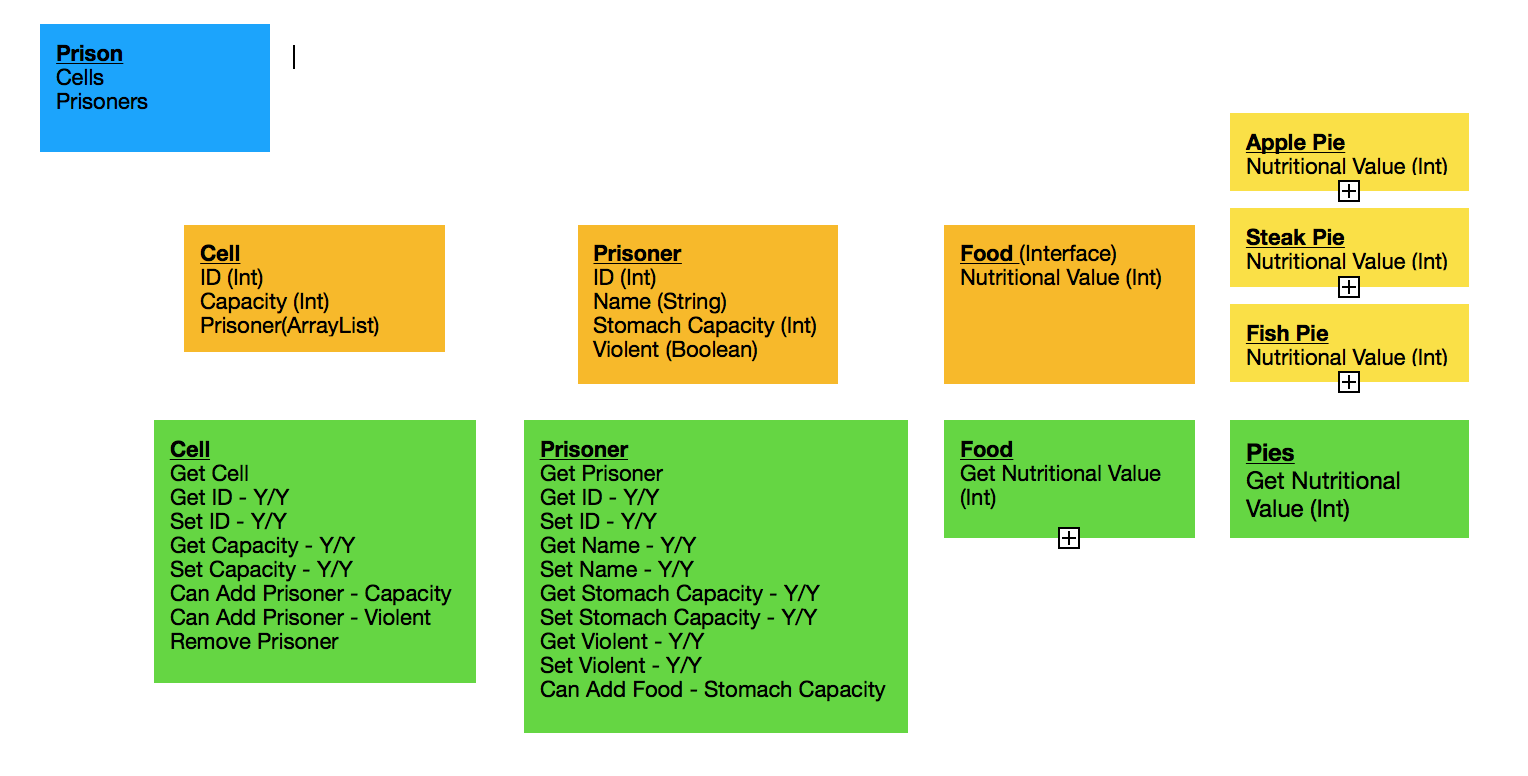 Prison
Cells
Prisoners
Apple Pie
Nutritional Value (Int)
Steak Pie
Nutritional Value (Int)
Fish Pie
Nutritional Value (Int)
Cell
ID (Int)
Capacity (Int)
Prisoner(ArrayList)
Prisoner
ID (Int)
Name (String)
Stomach Capacity (Int)
Violent (Boolean)
Food (Interface)
Nutritional Value (Int)
Cell
Get Cell
Get ID - Y/Y
Set ID - Y/Y
Get Capacity - Y/Y
Set Capacity - Y/Y
Can Add Prisoner - Capacity
Can Add Prisoner - Violent
Remove Prisoner
Prisoner
Get Prisoner
Get ID - Y/Y
Set ID - Y/Y
Get Name - Y/Y
Set Name - Y/Y
Get Stomach Capacity - Y/Y
Set Stomach Capacity - Y/Y
Get Violent - Y/Y
Set Violent - Y/Y
Can Add Food - Stomach Capacity
Food
Get Nutritional Value
(Int)
Pies
Get Nutritional
Value (Int)